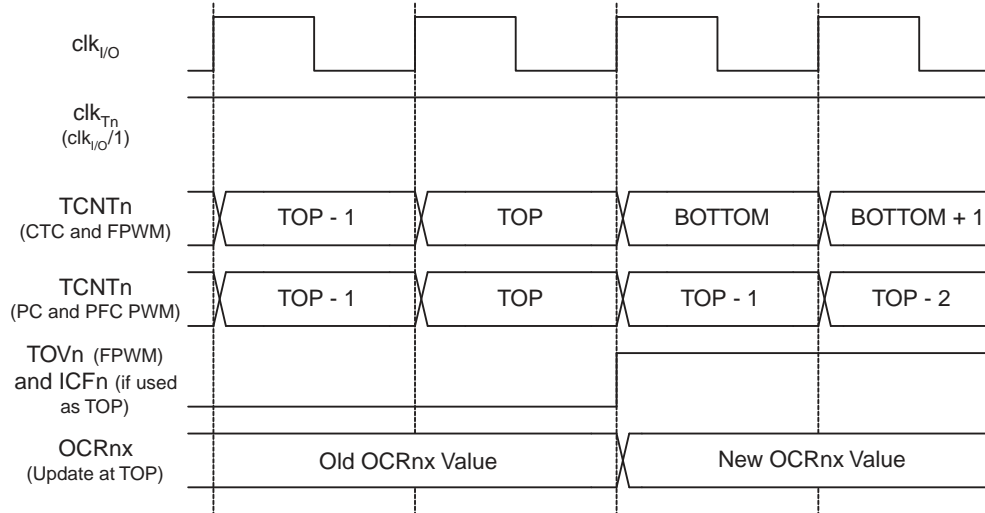 clkI/O
clkTn
(clkI/O/1)
TCNTn
(CTC and FPWM)
TOP - 1
TOP
BOTTOM
BOTTOM + 1
TCNTn
(PC and PFC PWM)
TOP - 1
TOP
TOP - 1
TOP - 2
TOVn (FPWM)
and ICFn (if used
as TOP)
OCRnx
(Update at TOP)
Old OCRnx Value
New OCRnx Value